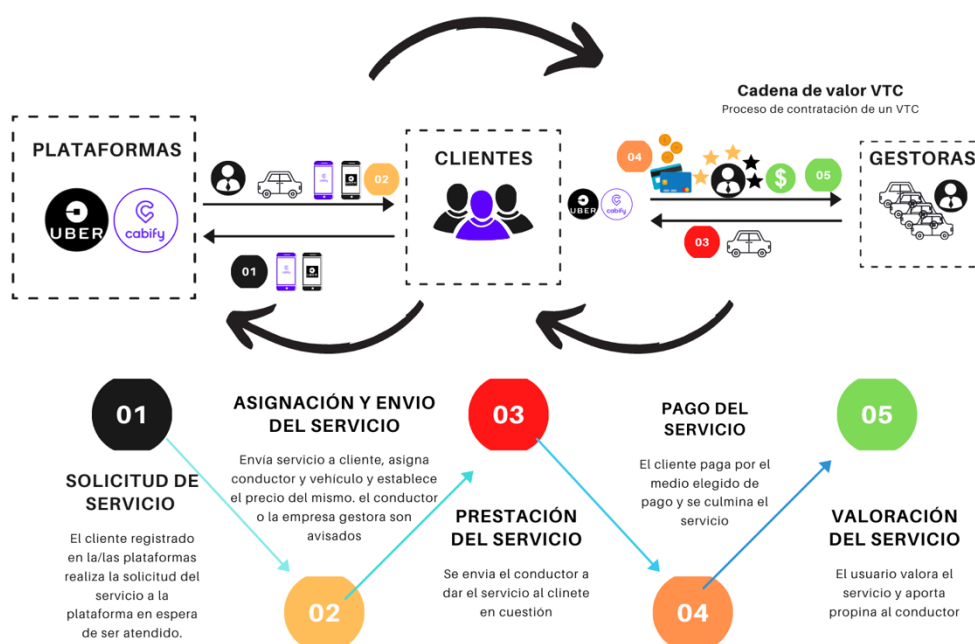 Cadena de valor VTC
Proceso de contratación de un VTC
PLATAFORMAS
UBER
cabify
02
01
CLIENTES
UBER
cabify
04
$
05
03
GESTORAS
01
SOLICITUD DE
SERVICIO
El cliente registrado
en la/las plataformas
realiza la solicitud del
servicio a la
plataforma en espera
de ser atendido.
ASIGNACIÓN Y ENVIO
DEL SERVICIO
Envía servicio a cliente, asigna
conductor y vehículo y establece
el precio del mismo. el conductor
o la empresa gestora son
avisados
02
03
PRESTACIÓN
DEL SERVICIO
Se envia el conductor a
dar el servicio al clinete
en cuestión
PAGO DEL
SERVICIO
El cliente paga por el
medio elegido de
pago y se culmina el
servicio
04
05
VALORACIÓN
DEL SERVICIO
El usuario valora el
servicio y aporta
propina al conductor